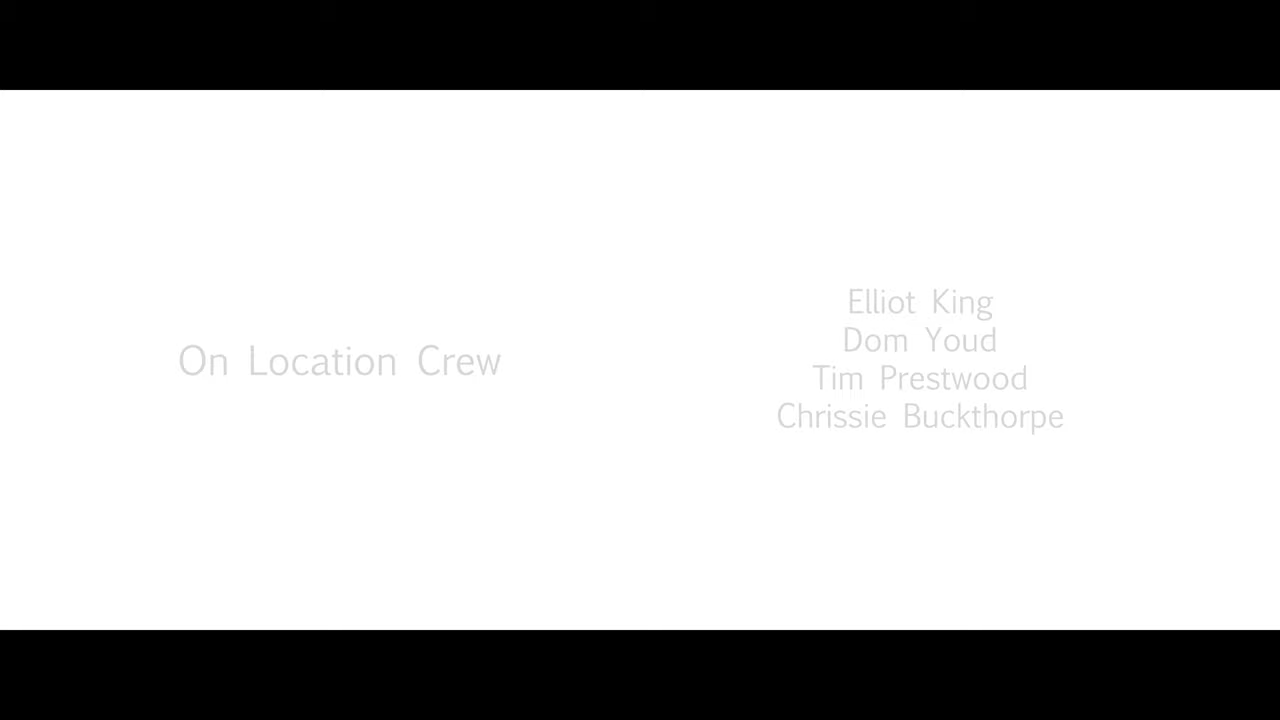 On Location Crew
Elliot King
Dom Youd
Tim Prestwood
Chrissie Buckthorpe